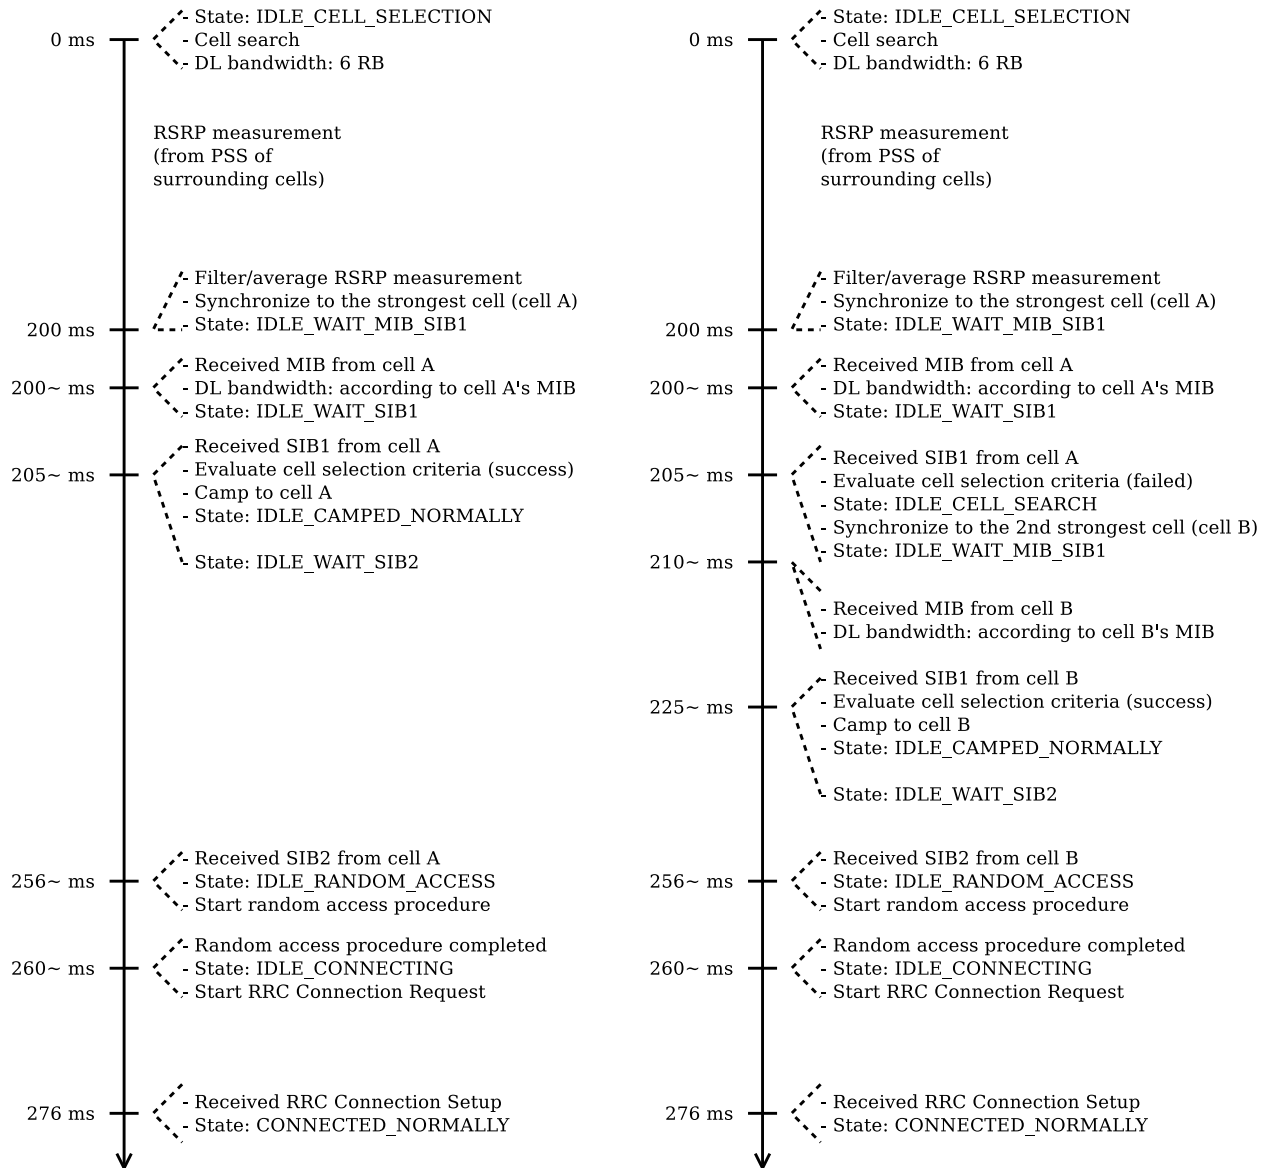 0 ms
- State: IDLE_CELL_SELECTION
- Cell search
- DL bandwidth: 6 RB
RSRP measurement
(from PSS of
surrounding cells)
200 ms
- Filter/average RSRP measurement
- Synchronize to the strongest cell (cell A)
- State: IDLE_WAIT_MIB_SIB1
200~ ms
- Received MIB from cell A
- DL bandwidth: according to cell A's MIB
- State: IDLE_WAIT_SIB1
205~ ms
- Received SIB1 from cell A
- Evaluate cell selection criteria (success)
- Camp to cell A
- State: IDLE_CAMPED_NORMALLY
- State: IDLE_WAIT_SIB2
256~ ms
- Received SIB2 from cell A
- State: IDLE_RANDOM_ACCESS
- Start random access procedure
260~ ms
- Random access procedure completed
- State: IDLE_CONNECTING
- Start RRC Connection Request
276 ms
- Received RRC Connection Setup
- State: CONNECTED_NORMALLY
0 ms
- State: IDLE_CELL_SELECTION
- Cell search
- DL bandwidth: 6 RB
RSRP measurement
(from PSS of
surrounding cells)
200 ms
- Filter/average RSRP measurement
- Synchronize to the strongest cell (cell A)
- State: IDLE_WAIT_MIB_SIB1
200~ ms
- Received MIB from cell A
- DL bandwidth: according to cell A's MIB
- State: IDLE_WAIT_SIB1
205~ ms
- Received SIB1 from cell A
- Evaluate cell selection criteria (failed)
- State: IDLE_CELL_SEARCH
- Synchronize to the 2nd strongest cell (cell B)
- State: IDLE_WAIT_MIB_SIB1
210~ ms
- Received MIB from cell B
- DL bandwidth: according to cell B's MIB
225~ ms
- Received SIB1 from cell B
- Evaluate cell selection criteria (success)
- Camp to cell B
- State: IDLE_CAMPED_NORMALLY
- State: IDLE_WAIT_SIB2
256~ ms
- Received SIB2 from cell B
- State: IDLE_RANDOM_ACCESS
- Start random access procedure
260~ ms
- Random access procedure completed
- State: IDLE_CONNECTING
- Start RRC Connection Request
276 ms
- Received RRC Connection Setup
- State: CONNECTED_NORMALLY